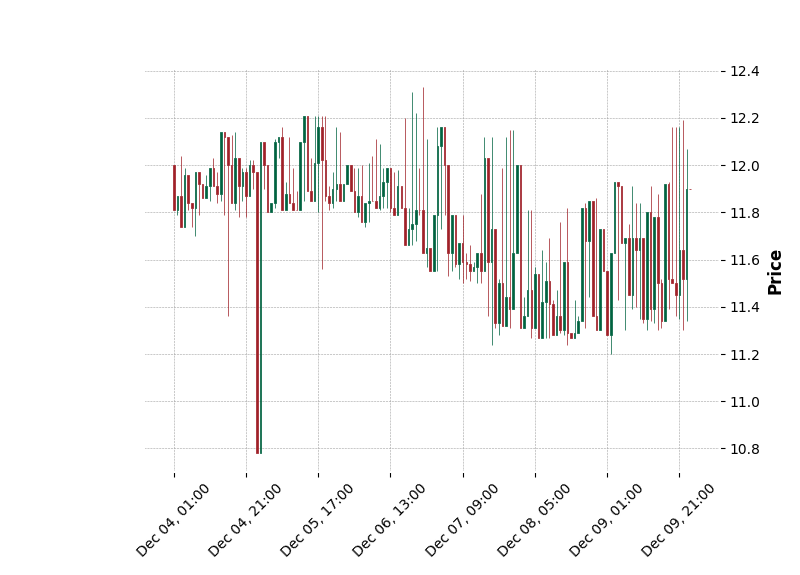 12.4
12.2
12.0
11.8
11.6
11.4
11.2
11.0
10.8
Price
Dec 04, 01:00
Dec 04, 21:00
Dec 05, 17:00
Dec 06, 13:00
Dec 07, 09:00
Dec 08, 05:00
Dec 09, 01:00
Dec 09, 21:00